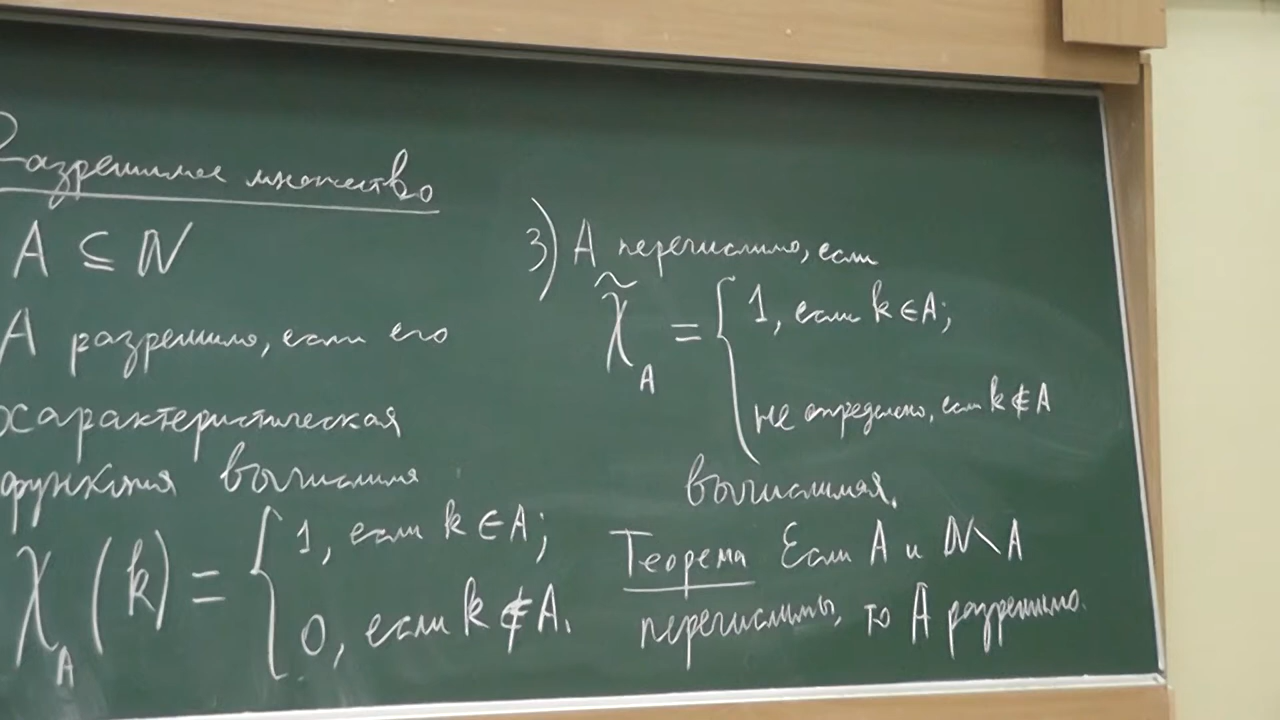 Разрешимое множество
A ⊆ ℕ
A разрешимо, если его
характеристическая
функция вычислима
χ_A (k) = { 1, если k ∈ A;
0, если k ∉ A.
3) A перечислимо, если
χ̃_A = { 1, если k ∈ A;
не определено, если k ∉ A
вычислимая.
Теорема Если A и ℕ \ A
перечислимы, то A разрешимо.